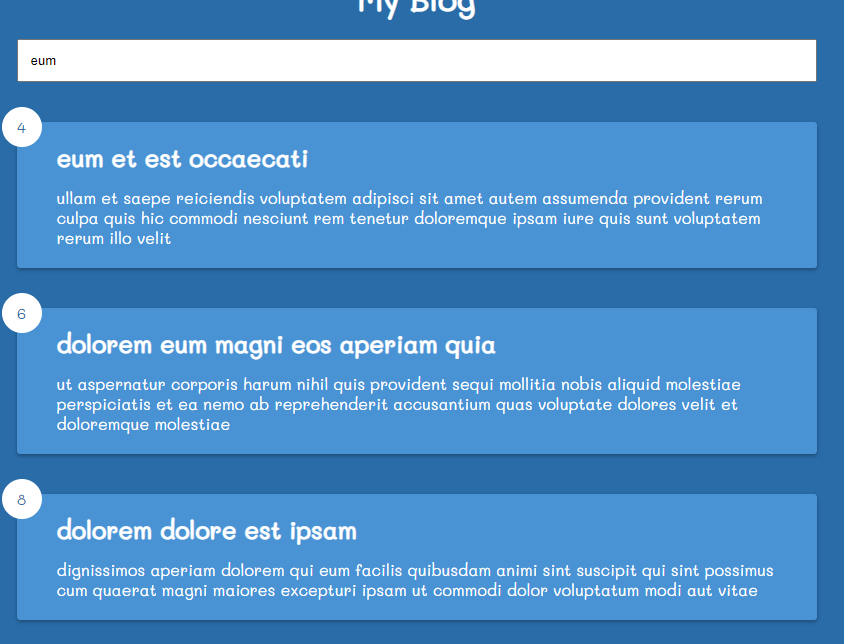 My Blog
eum
4
eum et est occaecati
ullam et saepe reiciendis voluptatem adipisci sit amet autem assumenda provident rerum
culpa quis hic commodi nesciunt rem tenetur doloremque ipsam iure quis sunt voluptatem
rerum illo velit
6
dolorem eum magni eos aperiam quia
ut aspernatur corporis harum nihil quis provident sequi mollitia nobis aliquid molestiae
perspiciatis et ea nemo ab reprehenderit accusantium quas voluptate dolores velit et
doloremque molestiae
8
dolorem dolore est ipsam
dignissimos aperiam dolorem qui eum facilis quibusdam animi sint suscipit qui sint possimus
cum quaerat magni maiores excepturi ipsam ut commodi dolor voluptatum modi aut vitae